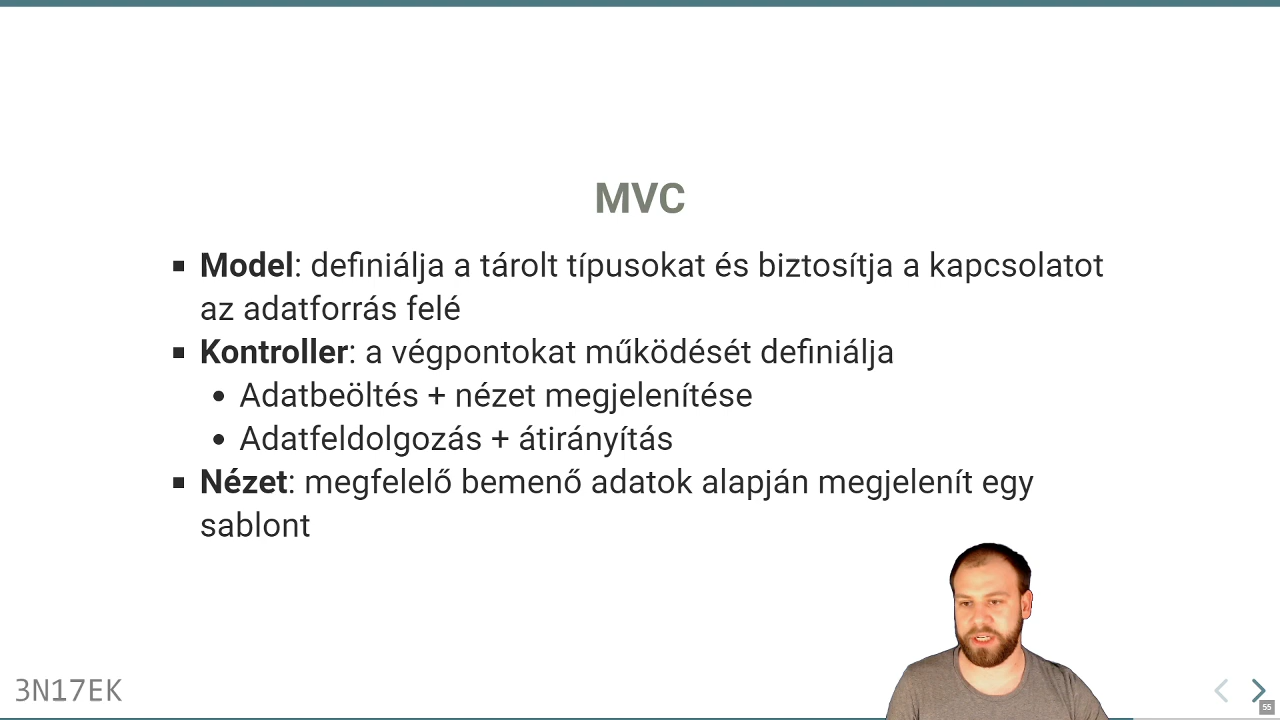 MVC
Model: definiálja a tárolt típusokat és biztosítja a kapcsolatot
az adatforrás felé
Kontroller: a végpontokat működését definiálja
Adatbeöltés + nézet megjelenítése
Adatfeldolgozás + átirányítás
Nézet: megfelelő bemenő adatok alapján megjelenít egy
sablont
3N17EK
55